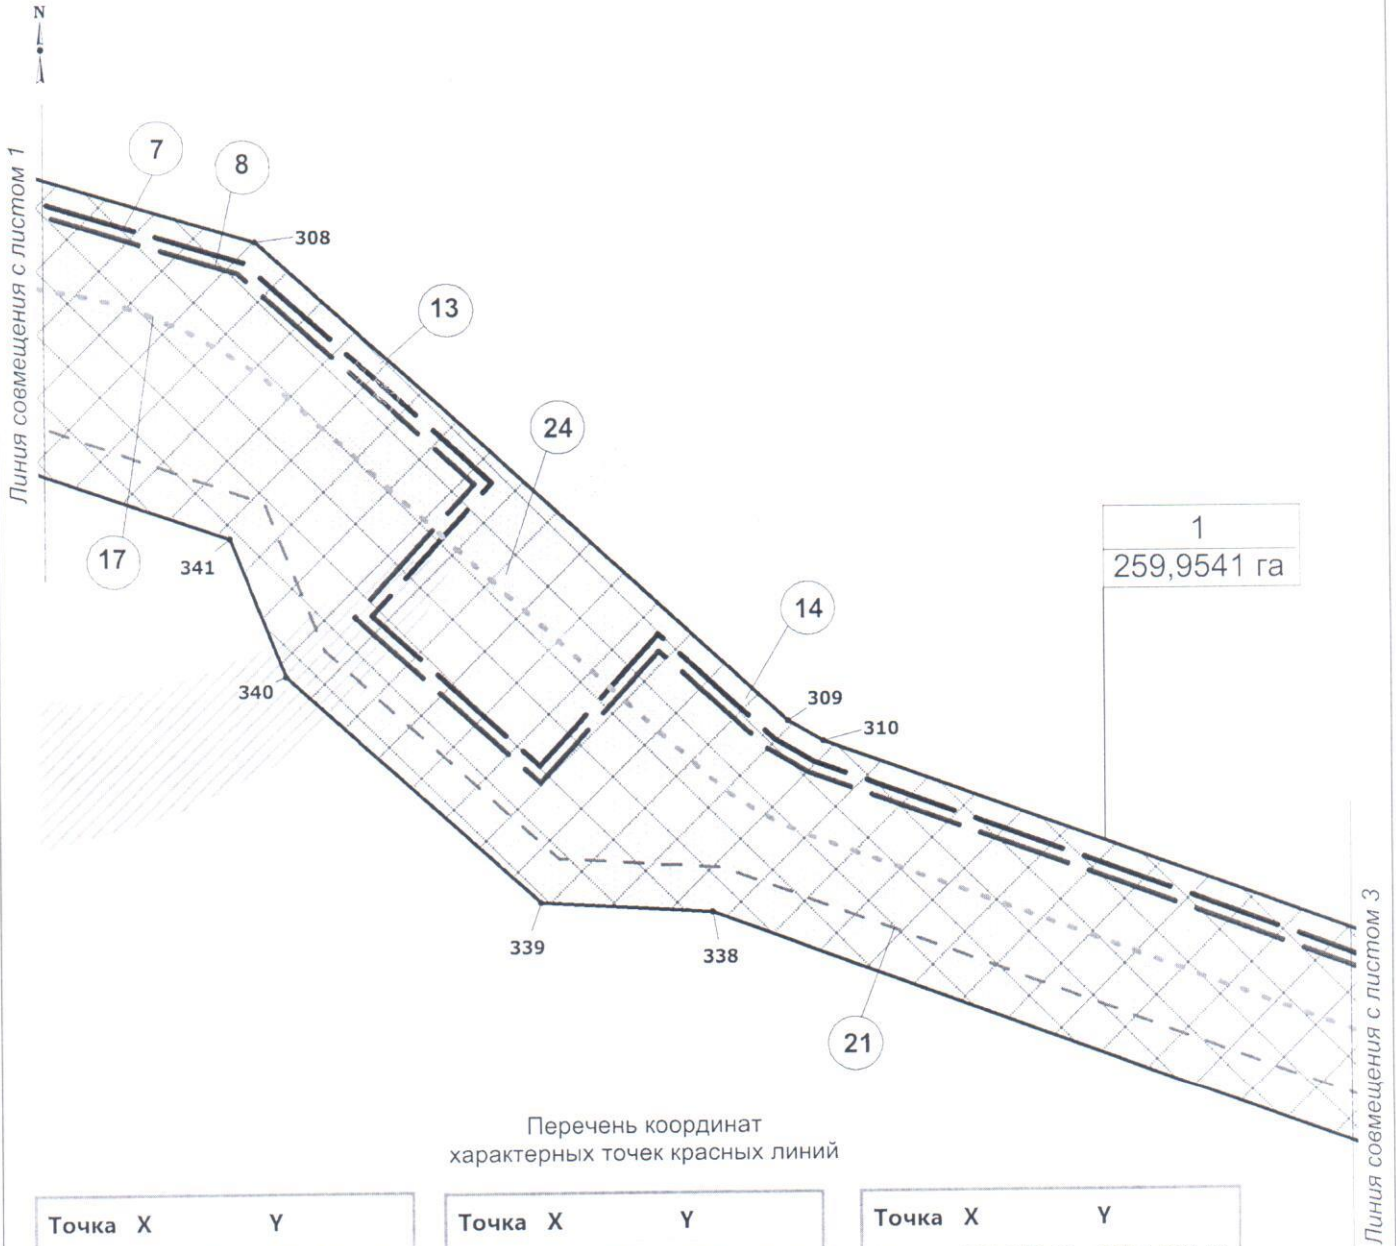 N
Линия совмещения с листом 1
7
8
308
13
24
17
341
340
14
309
310
1
259,9541 га
339
338
21
Линия совмещения с листом 3
Перечень координат
характерных точек красных линий
Точка X Y
Точка X Y
Точка X Y